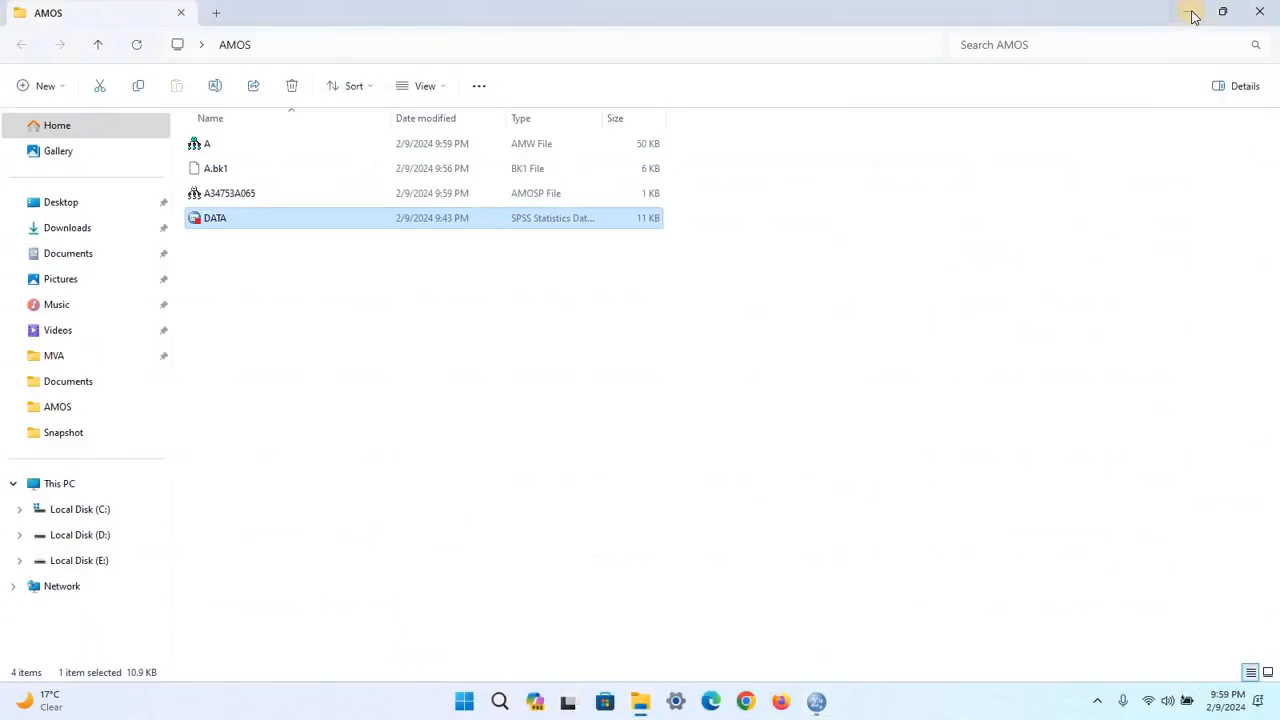 AMOS
AMOS
Search AMOS
New
Sort
View
Details
Name
Date modified
Type
Size
Home
Gallery
Desktop
Downloads
Documents
Pictures
Music
Videos
MVA
Documents
AMOS
Snapshot
This PC
Local Disk (C:)
Local Disk (D:)
Local Disk (E:)
Network
A 2/9/2024 9:59 PM AMW File 50 KB
A.bk1 2/9/2024 9:56 PM BK1 File 6 KB
A34753A065 2/9/2024 9:59 PM AMOSP File 1 KB
DATA 2/9/2024 9:43 PM SPSS Statistics Dat... 11 KB
4 items 1 item selected 10.9 KB
17°C
Clear
9:59 PM
2/9/2024